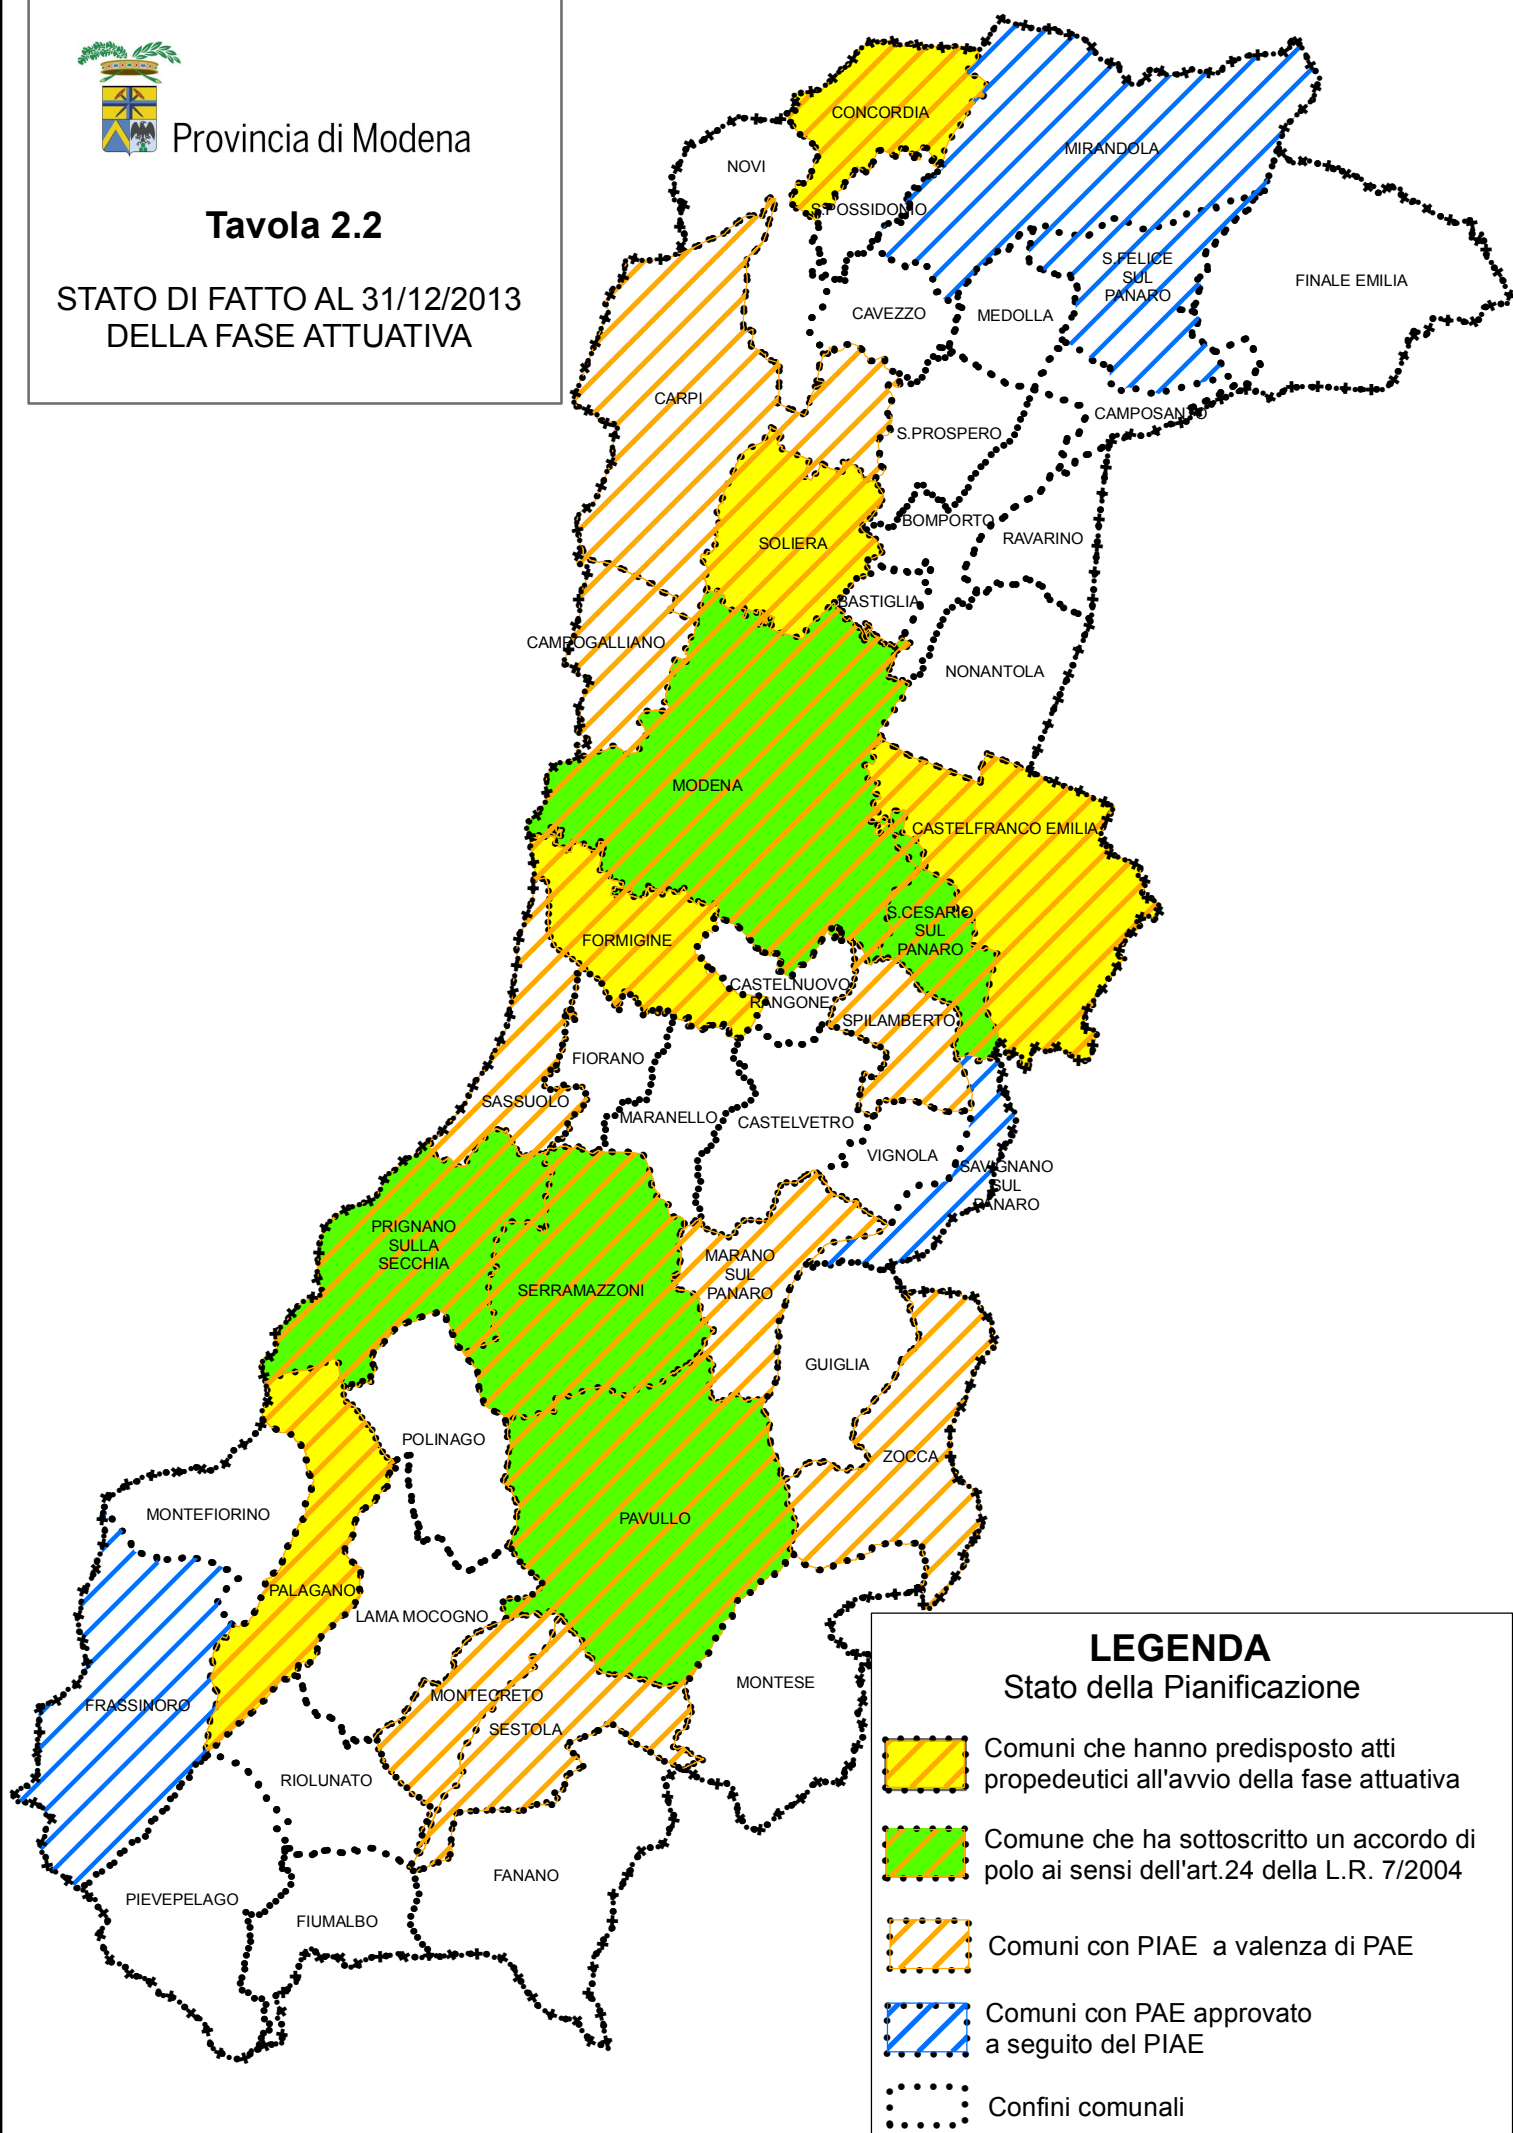 Provincia di Modena
Tavola 2.2
STATO DI FATTO AL 31/12/2013
DELLA FASE ATTUATIVA
CONCORDIA
MIRANDOLA
NOVI
S.POSSIDONIO
S.FELICE
SUL
PANARO
FINALE EMILIA
CAVEZZO
MEDOLLA
CARPI
CAMPOSANTO
S.PROSPERO
BOMPORTO
RAVARINO
SOLIERA
BASTIGLIA
CAMPOGALLIANO
NONANTOLA
MODENA
CASTELFRANCO EMILIA
S.CESARIO
SUL
PANARO
FORMIGINE
CASTELNUOVO
RANGONE
SPILAMBERTO
FIORANO
SASSUOLO
MARANELLO
CASTELVETRO
VIGNOLA
SAVIGNANO
SUL
PANARO
PRIGNANO
SULLA
SECCHIA
MARANO
SUL
PANARO
SERRAMAZZONI
GUIGLIA
POLINAGO
ZOCCA
MONTEFIORINO
PAVULLO
PALAGANO
LAMA MOCOGNO
MONTESE
FRASSINORO
MONTECRETO
SESTOLA
RIOLUNATO
FANANO
PIEVEPELAGO
FIUMALBO
LEGENDA
Stato della Pianificazione
Comuni che hanno predisposto atti
propedeutici all'avvio della fase attuativa
Comune che ha sottoscritto un accordo di
polo ai sensi dell'art.24 della L.R. 7/2004
Comuni con PIAE a valenza di PAE
Comuni con PAE approvato
a seguito del PIAE
Confini comunali